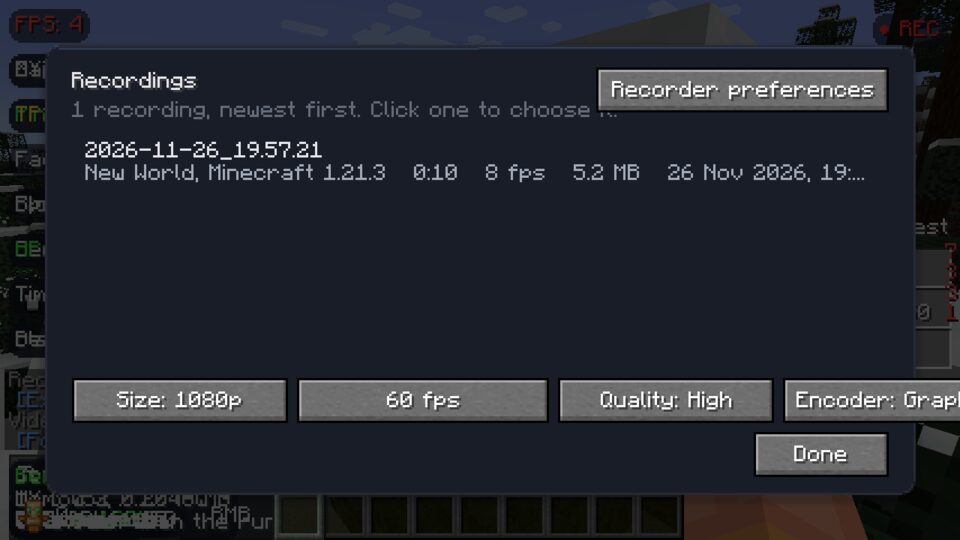 FPS: 4
REC
Recordings
Recorder preferences
1 recording, newest first. Click one to choose it.
2026-11-26_19.57.21
New World, Minecraft 1.21.3 0:10 8 fps 5.2 MB 26 Nov 2026, 19:...
Size: 1080p
60 fps
Quality: High
Encoder: Grap
Done